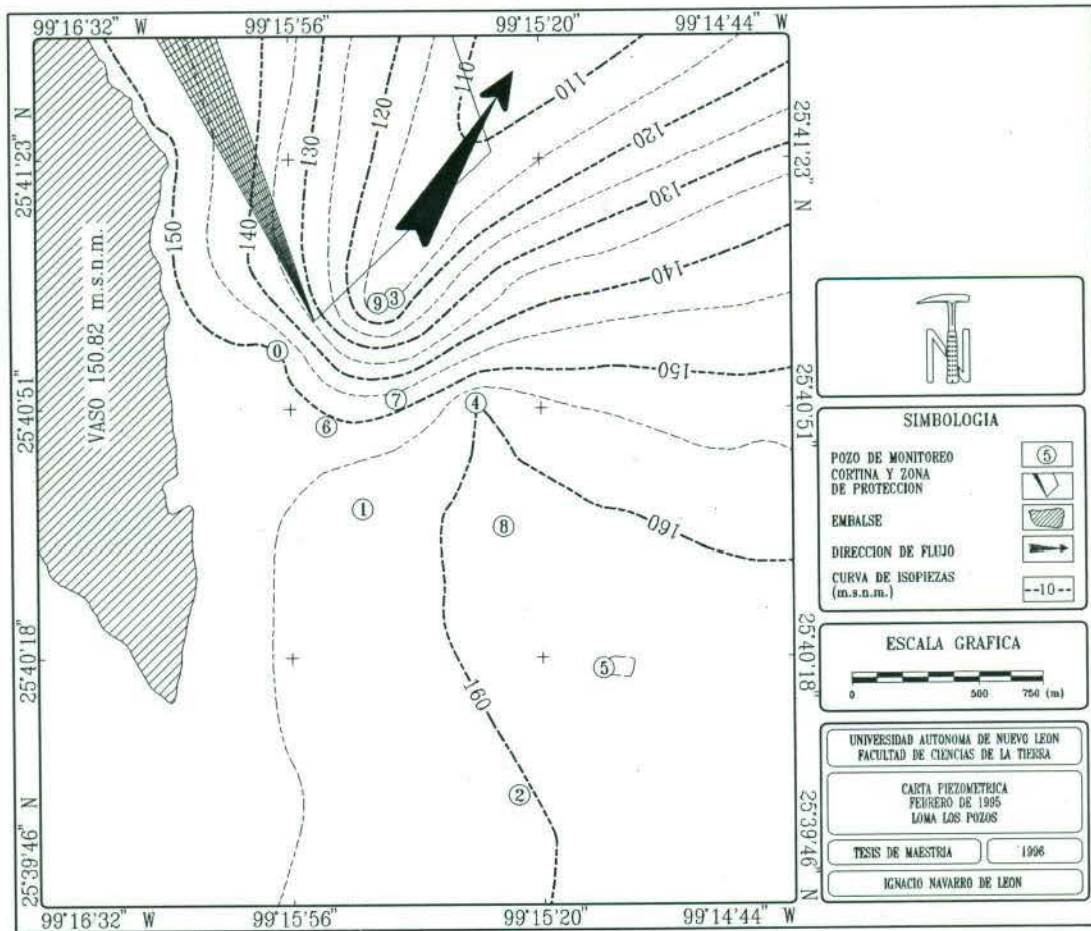 99°16'32" W
99°15'56"
99°15'20"
99°14'44" W
25°41'23" N
25°40'51"
25°40'18"
25°39'46" N
25°41'23" N
25°40'51"
25°40'18"
25°39'46" N
99°16'32" W
99°15'56"
99°15'20"
99°14'44" W
VASO 150.82 m.s.n.m.
150
140
130
120
110
110
120
130
140
150
160
160
0
9
3
7
4
6
1
8
5
2
N
SIMBOLOGIA
POZO DE MONITOREO
5
CORTINA Y ZONA
DE PROTECCION
EMBALSE
DIRECCION DE FLUJO
CURVA DE ISOPIEZAS
(m.s.n.m.)
--10--
ESCALA GRAFICA
0 500 750 (m)
UNIVERSIDAD AUTONOMA DE NUEVO LEON
FACULTAD DE CIENCIAS DE LA TIERRA
CARTA PIEZOMETRICA
FEBRERO DE 1995
LOMA LOS POZOS
TESIS DE MAESTRIA
1996
IGNACIO NAVARRO DE LEON